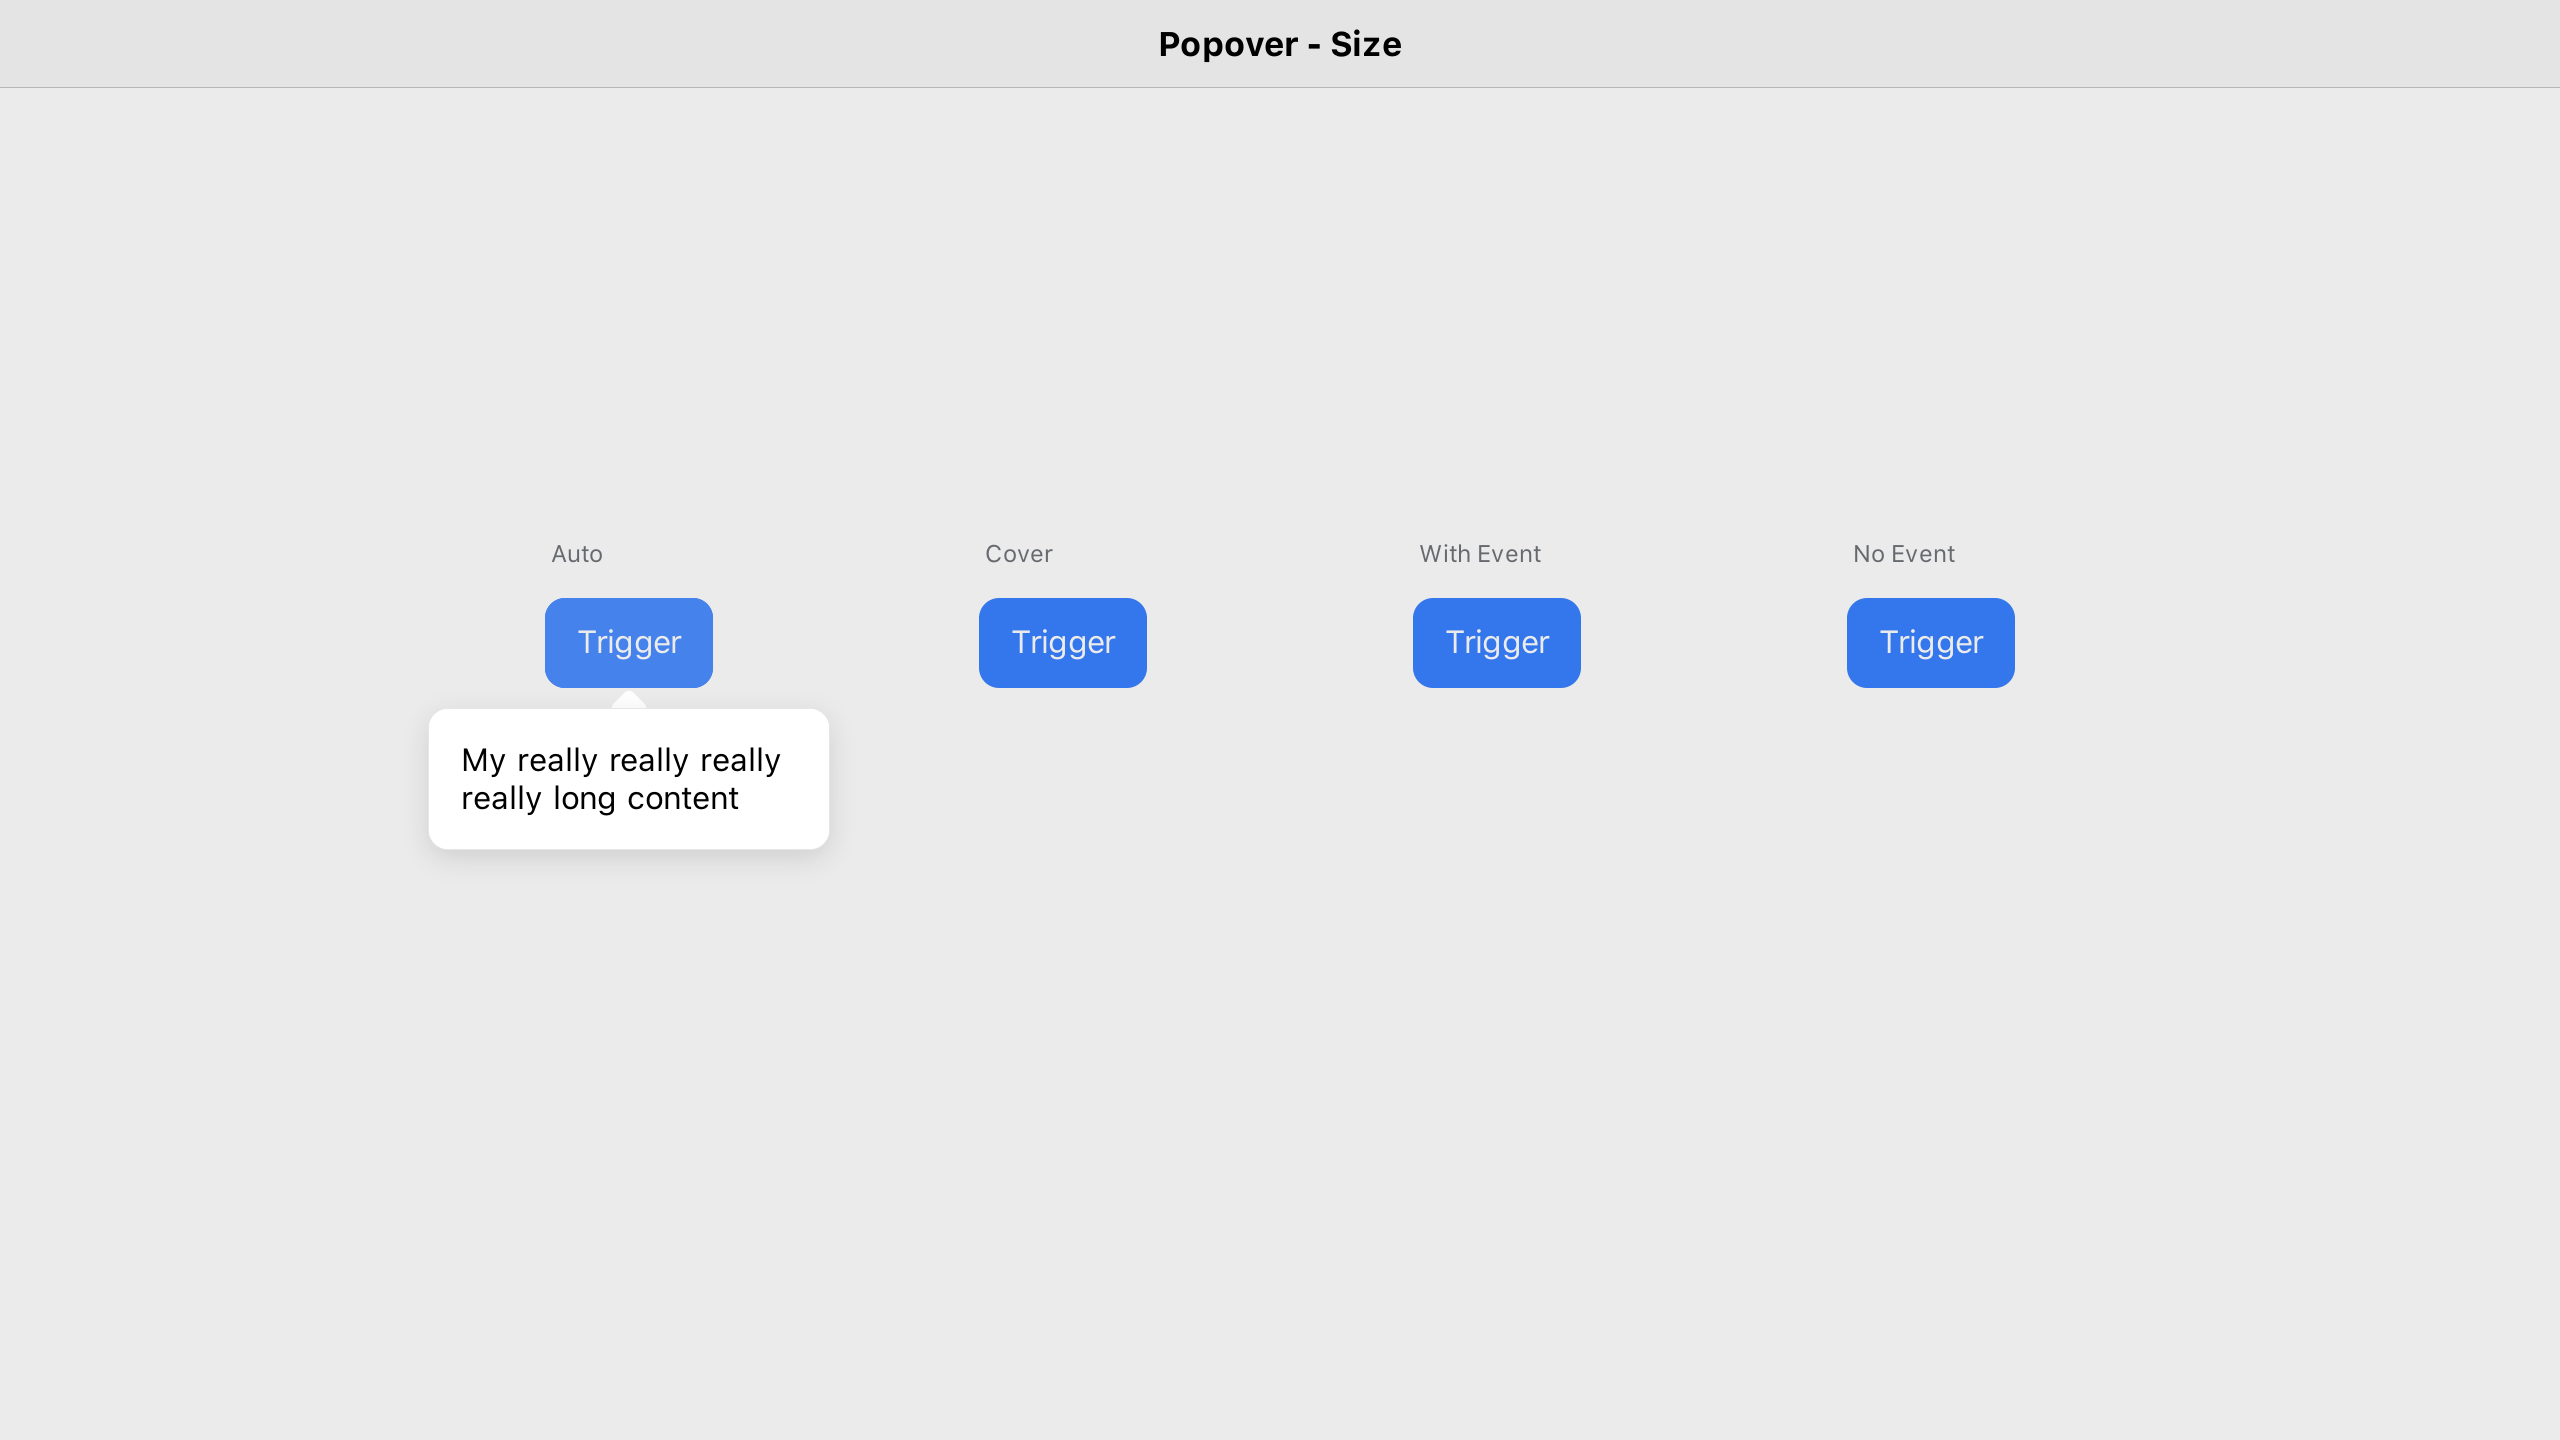 Popover - Size
Auto
Cover
With Event
No Event
Trigger
Trigger
Trigger
Trigger
My really really really
really long content